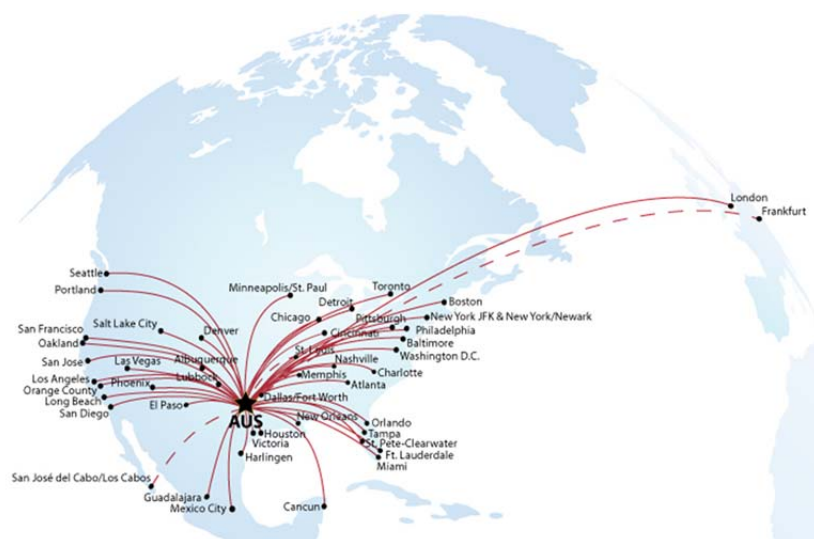 London
Frankfurt
Seattle
Portland
Minneapolis/St. Paul
Toronto
Detroit
Boston
Chicago
Pittsburgh
New York JFK & New York/Newark
San Francisco
Salt Lake City
Denver
Cincinnati
Philadelphia
Oakland
Baltimore
St. Louis
Washington D.C.
San Jose
Las Vegas
Albuquerque
Nashville
Los Angeles
Phoenix
Lubbock
Memphis
Charlotte
Orange County
Atlanta
Long Beach
El Paso
Dallas/Fort Worth
San Diego
AUS
New Orleans
Orlando
Houston
Tampa
Victoria
St. Pete-Clearwater
Harlingen
Ft. Lauderdale
Miami
San José del Cabo/Los Cabos
Guadalajara
Mexico City
Cancun